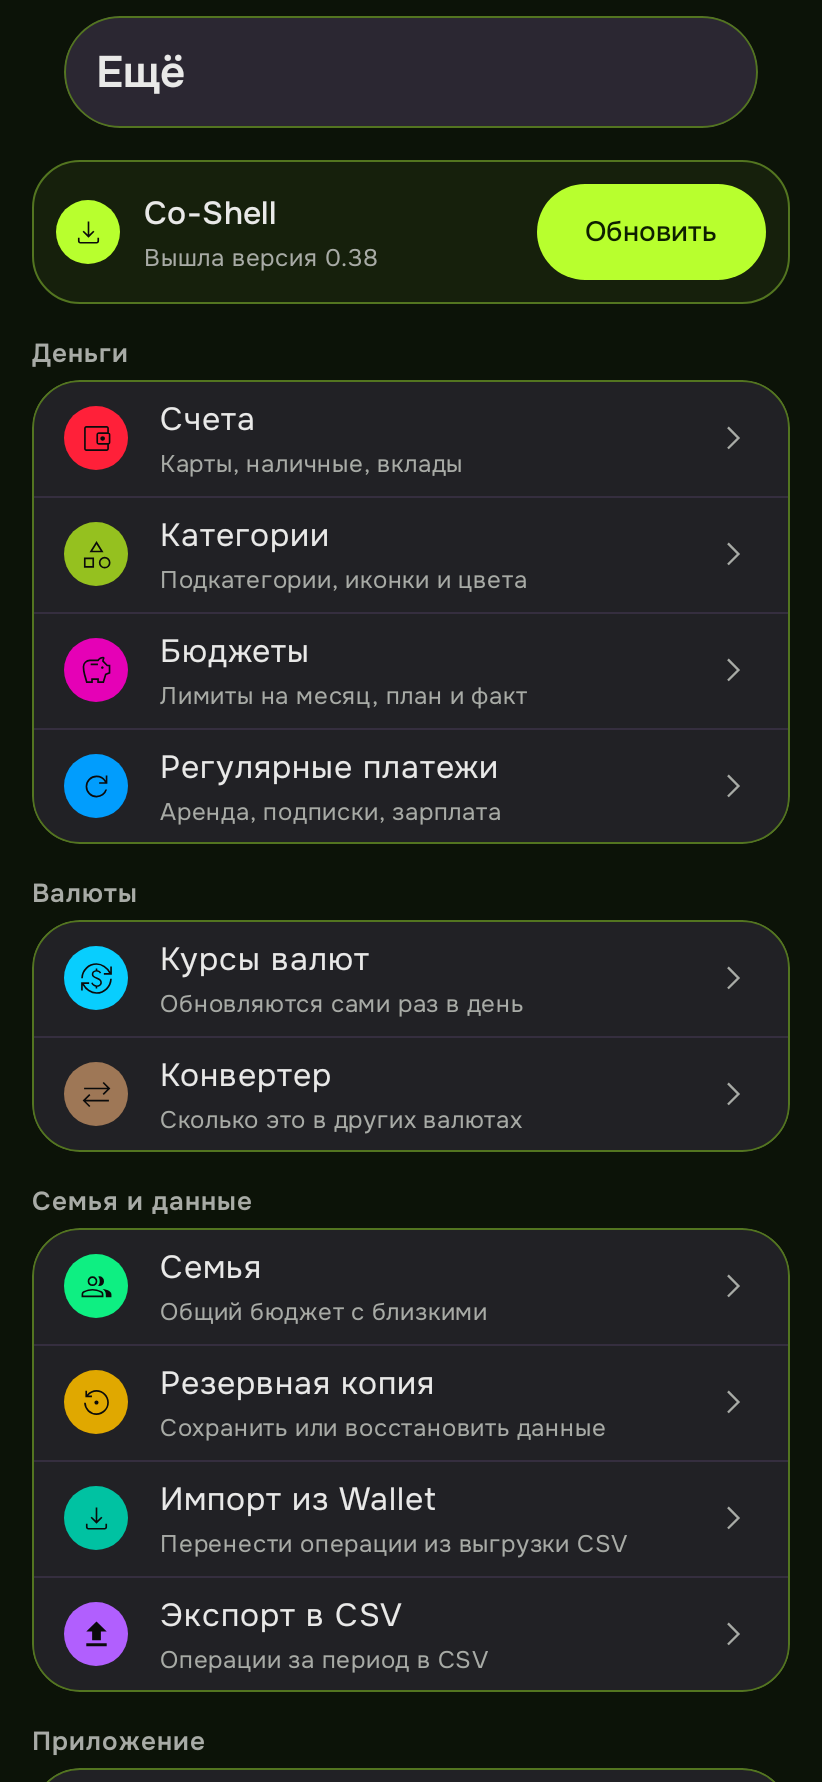 Ещё
Co-Shell
Вышла версия 0.38
Обновить
Деньги
Счета
Карты, наличные, вклады
Категории
Подкатегории, иконки и цвета
Бюджеты
Лимиты на месяц, план и факт
Регулярные платежи
Аренда, подписки, зарплата
Валюты
Курсы валют
Обновляются сами раз в день
Конвертер
Сколько это в других валютах
Семья и данные
Семья
Общий бюджет с близкими
Резервная копия
Сохранить или восстановить данные
Импорт из Wallet
Перенести операции из выгрузки CSV
Экспорт в CSV
Операции за период в CSV
Приложение